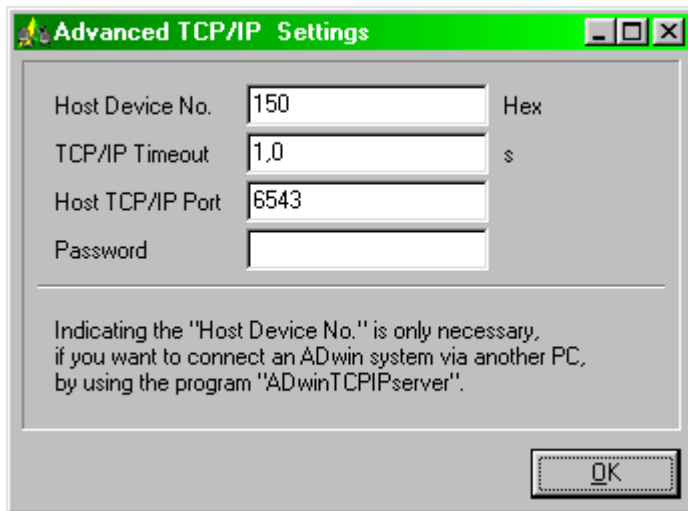 Advanced TCP/IP Settings
Host Device No. 150 Hex
TCP/IP Timeout 1,0 s
Host TCP/IP Port 6543
Password
Indicating the "Host Device No." is only necessary,
if you want to connect an ADwin system via another PC,
by using the program "ADwinTCPIPserver".
OK